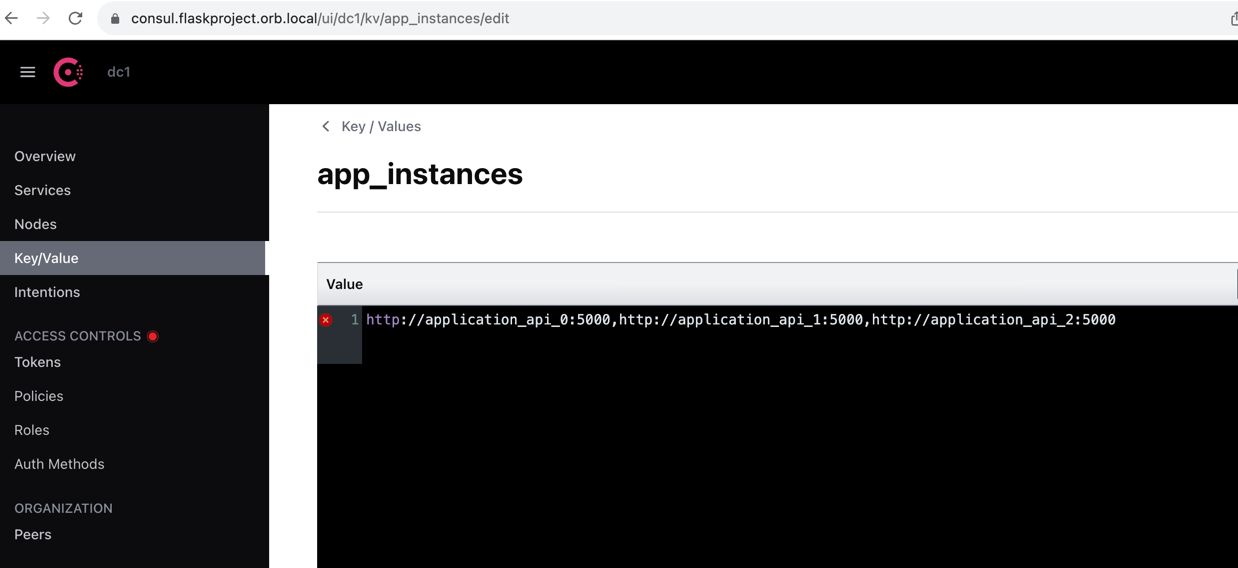 consul.flaskproject.orb.local/ui/dc1/kv/app_instances/edit
dc1
Overview
Services
Nodes
Key/Value
Intentions
ACCESS CONTROLS
Tokens
Policies
Roles
Auth Methods
ORGANIZATION
Peers
Key / Values
app_instances
Value
1 http://application_api_0:5000,http://application_api_1:5000,http://application_api_2:5000